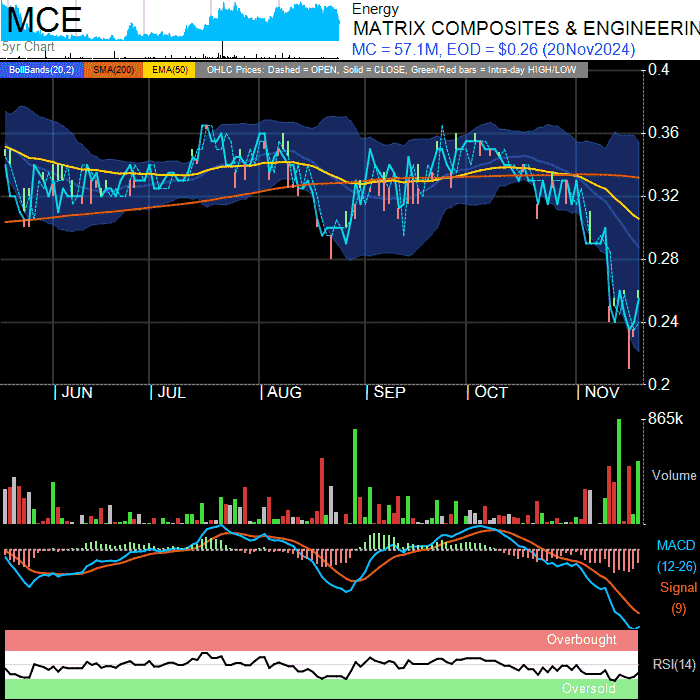 MCE
5yr Chart
Energy
MATRIX COMPOSITES & ENGINEERIN
MC = 57.1M, EOD = $0.26 (20Nov2024)
BollBands(20,2) SMA(200) EMA(50) OHLC Prices: Dashed = OPEN, Solid = CLOSE, Green/Red bars = Intra-day HIGH/LOW
0.4
0.36
0.32
0.28
0.24
0.2
JUN JUL AUG SEP OCT NOV
865k
Volume
MACD
(12-26)
Signal
(9)
Overbought
RSI(14)
Oversold